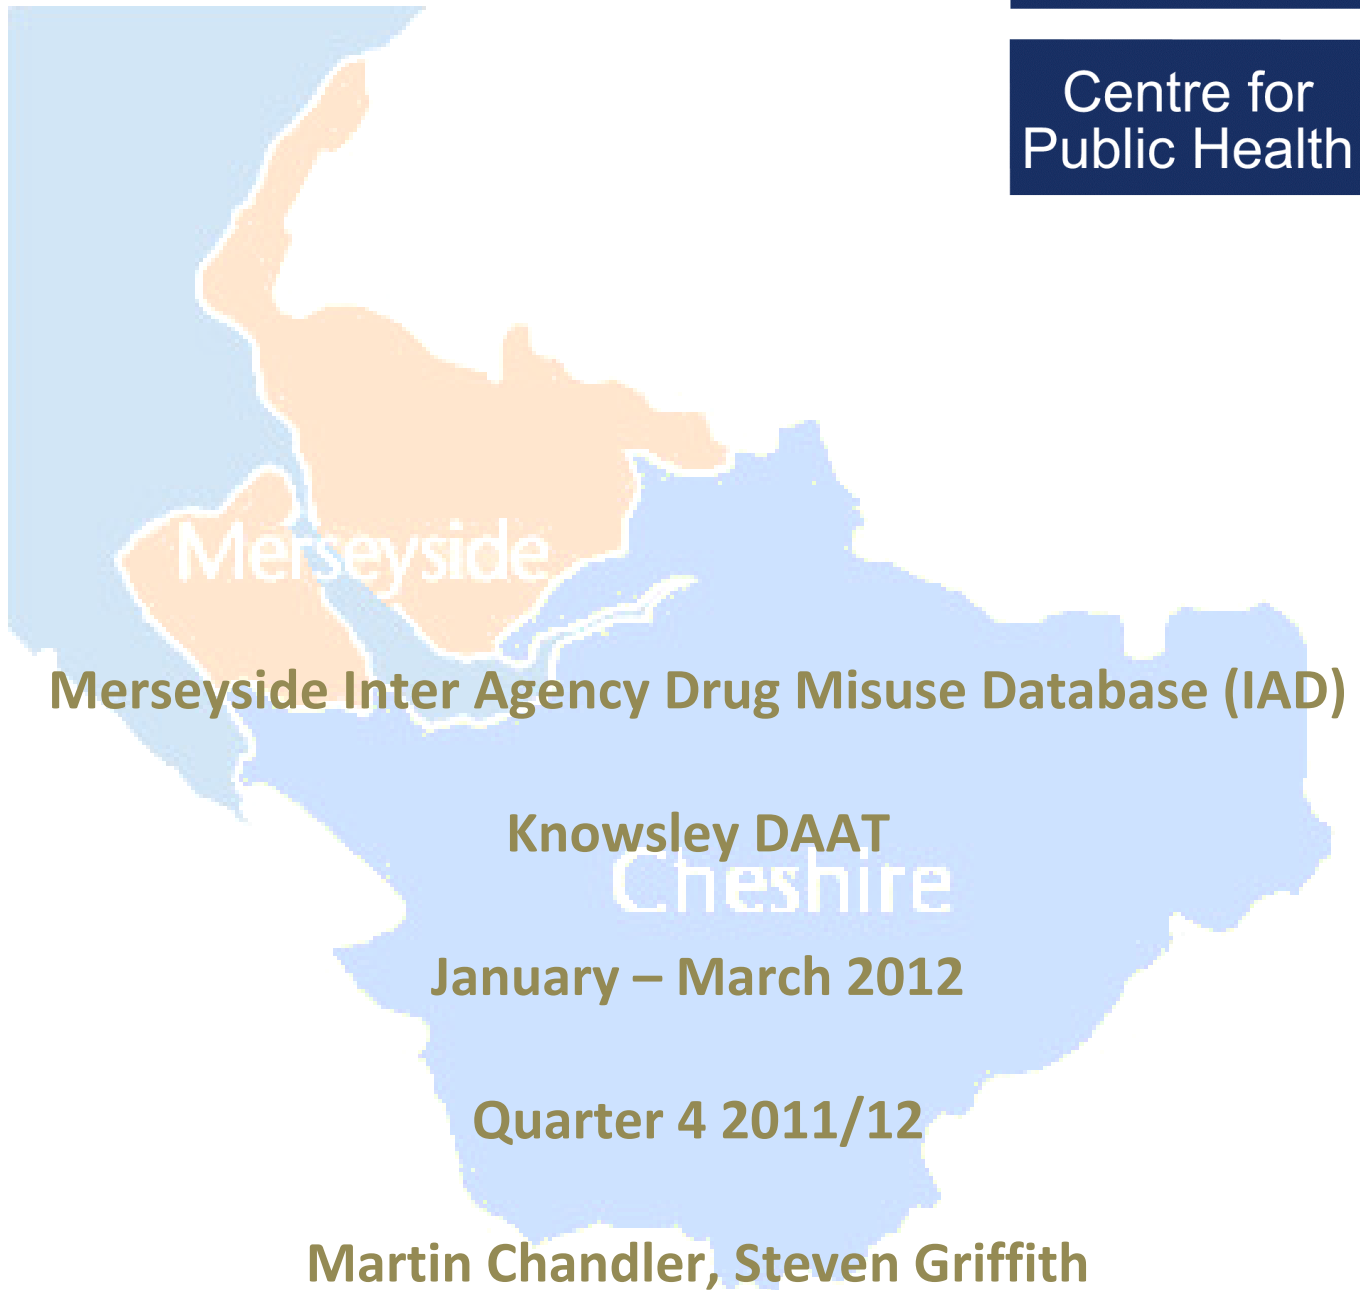 Centre for
Public Health
Merseyside
Merseyside Inter Agency Drug Misuse Database (IAD)
Knowsley DAAT
Cheshire
January – March 2012
Quarter 4 2011/12
Martin Chandler, Steven Griffith